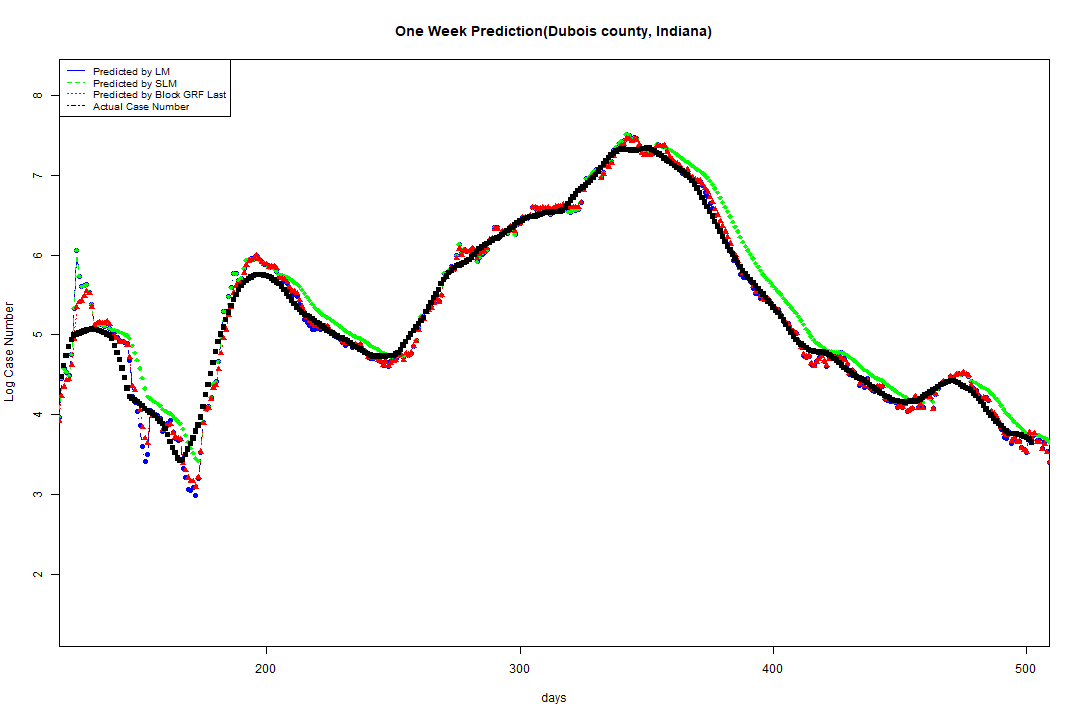 One Week Prediction(Dubois county, Indiana)
Predicted by LM
Predicted by SLM
Predicted by Block GRF Last
Actual Case Number
8
7
6
5
4
3
2
Log Case Number
200
300
400
500
days